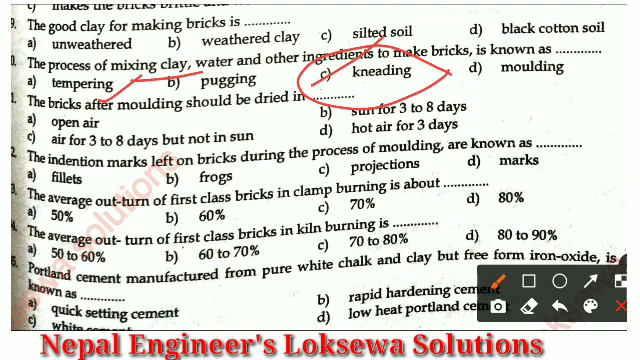 c) makes the bricks brittle and
9. The good clay for making bricks is .............
a) unweathered b) weathered clay c) silted soil d) black cotton soil
0. The process of mixing clay, water and other ingredients to make bricks, is known as .............
a) tempering b) pugging c) kneading d) moulding
1. The bricks after moulding should be dried in .............
a) open air b) sun for 3 to 8 days
c) air for 3 to 8 days but not in sun d) hot air for 3 days
2. The indention marks left on bricks during the process of moulding, are known as .............
a) fillets b) frogs c) projections d) marks
3. The average out-turn of first class bricks in clamp burning is about .............
a) 50% b) 60% c) 70% d) 80%
4. The average out- turn of first class bricks in kiln burning is .............
a) 50 to 60% b) 60 to 70% c) 70 to 80% d) 80 to 90%
5. Portland cement manufactured from pure white chalk and clay but free form iron-oxide, is
known as .............
a) quick setting cement b) rapid hardening cement
c) white cement d) low heat portland cement
Nepal Engineer's Loksewa Solutions